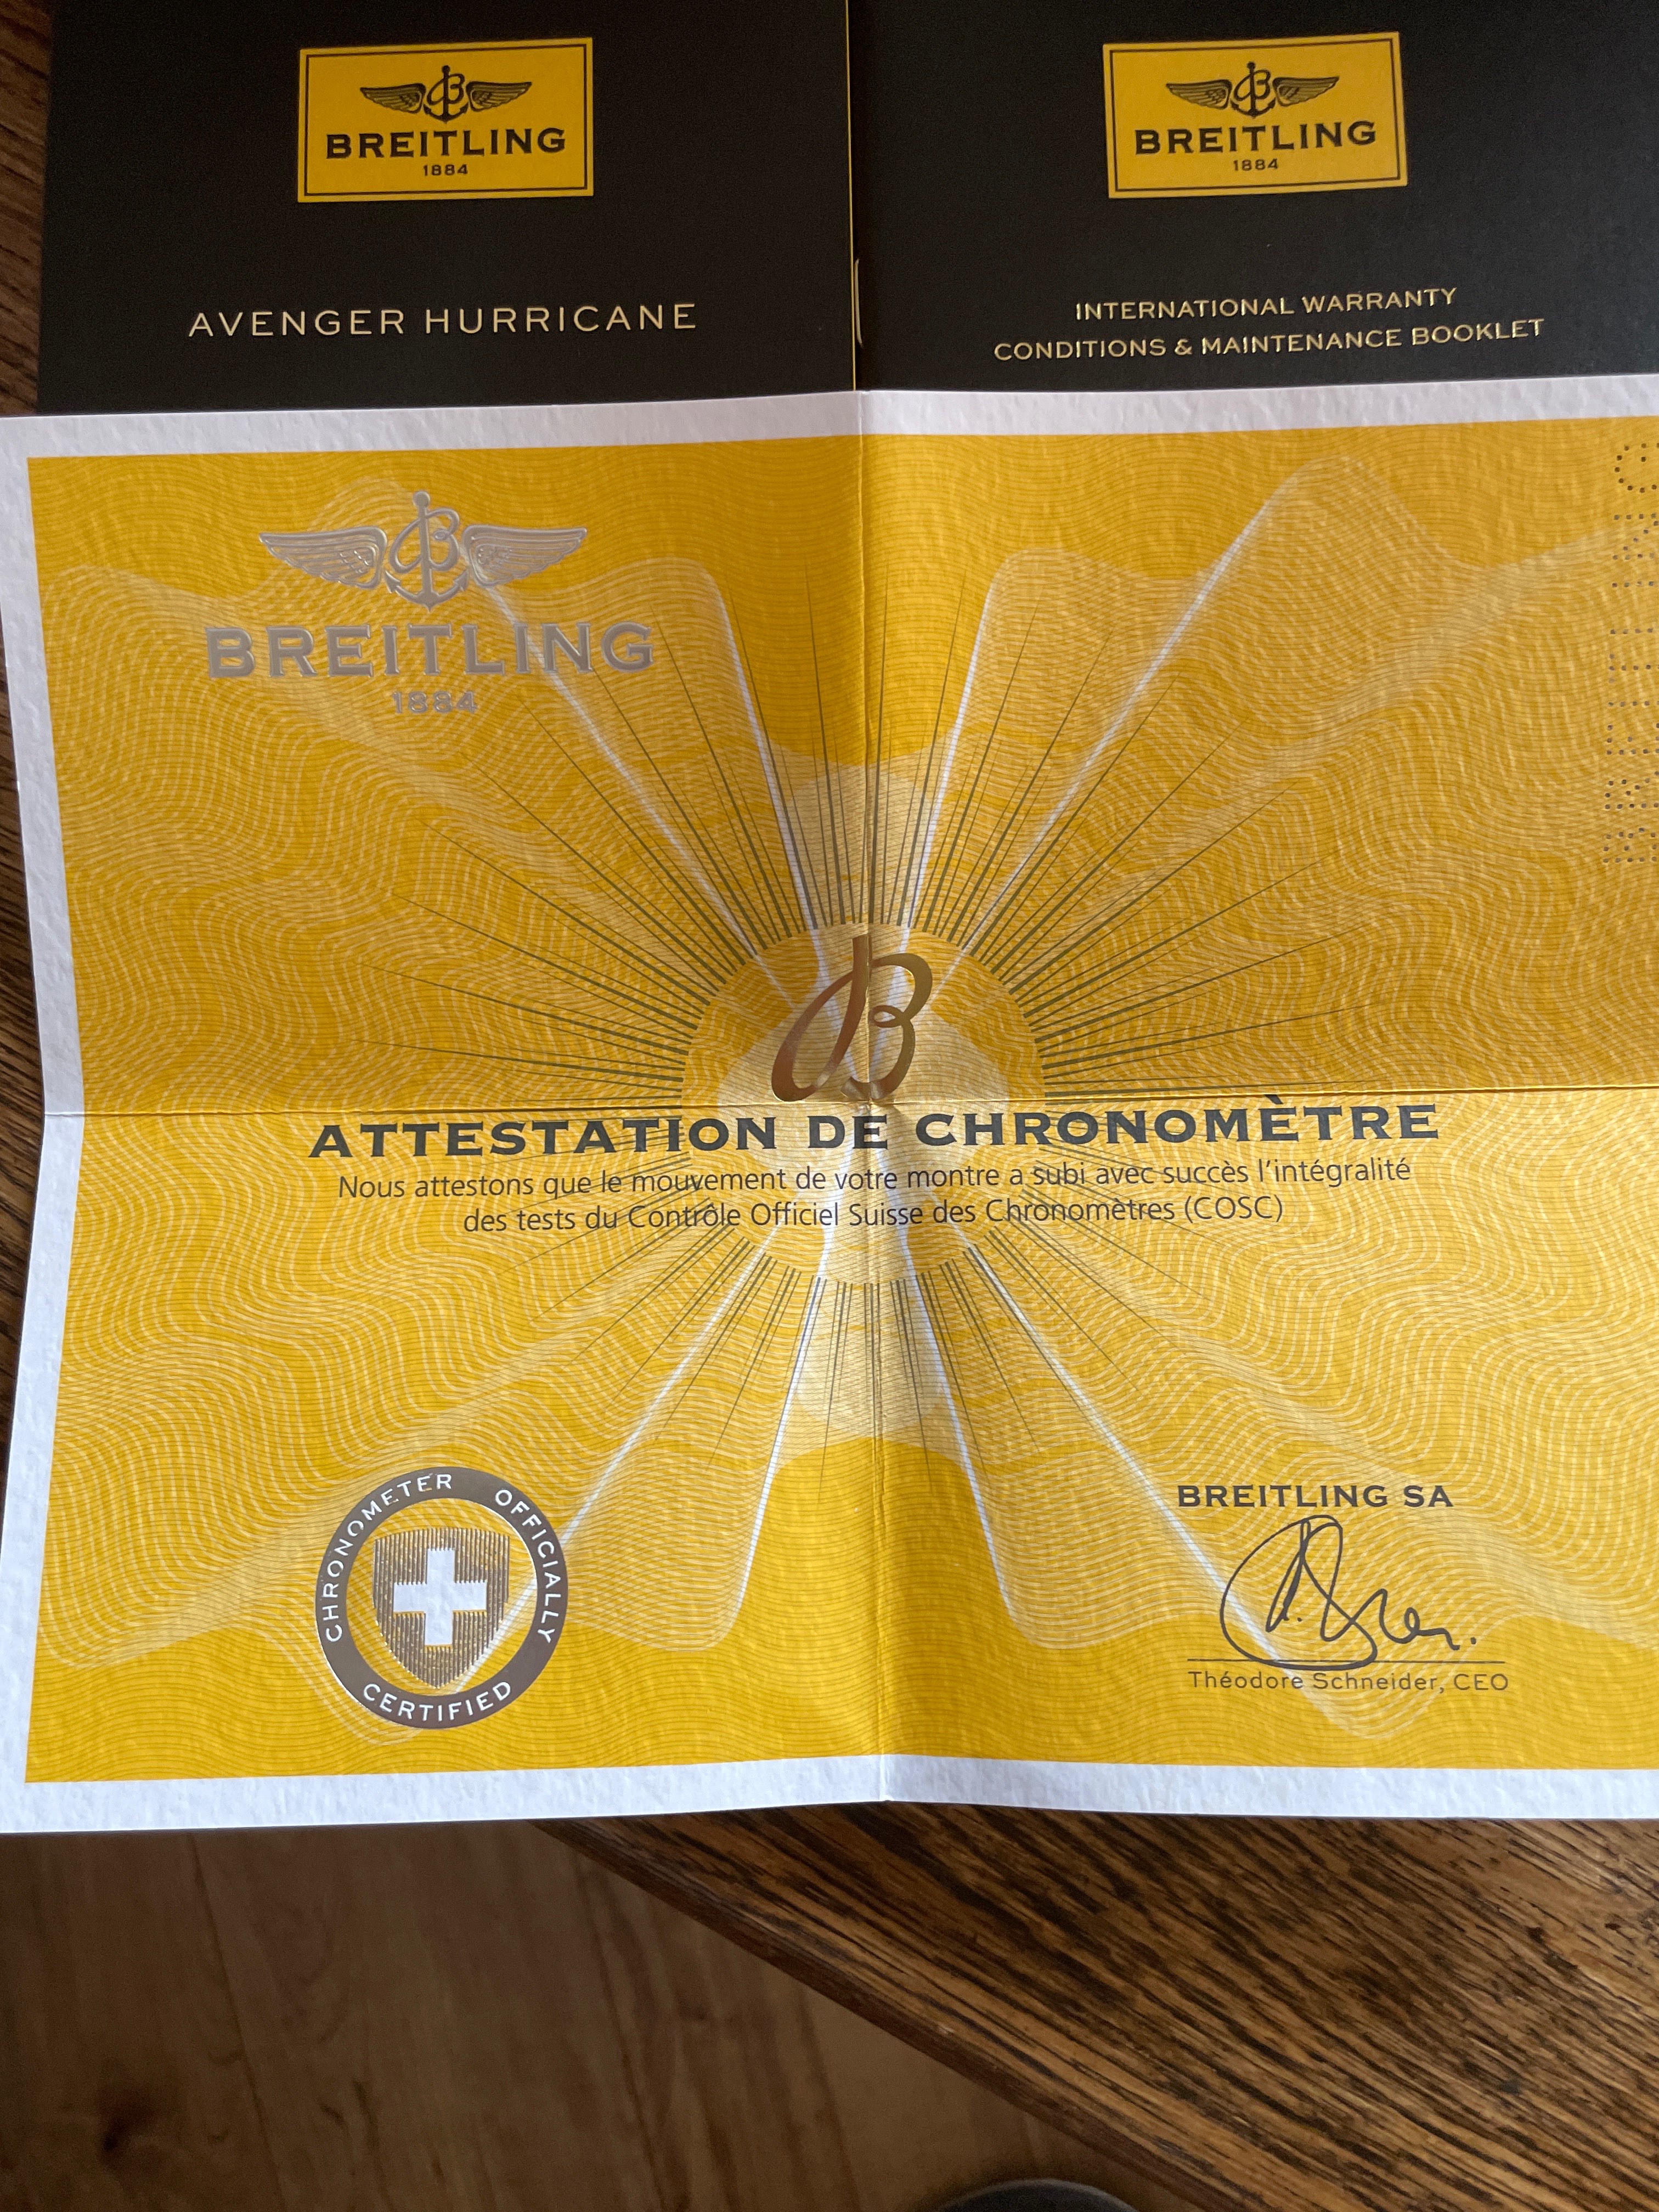 BREITLING
1884
AVENGER HURRICANE
BREITLING
1884
INTERNATIONAL WARRANTY
CONDITIONS & MAINTENANCE BOOKLET
BREITLING
1884
BREITLING
B
ATTESTATION DE CHRONOMÈTRE
Nous attestons que le mouvement de votre montre a subi avec succès l'intégralité
des tests du Contrôle Officiel Suisse des Chronomètres (COSC)
CHRONOMETER OFFICIALLY
CERTIFIED
BREITLING SA
Théodore Schneider, CEO